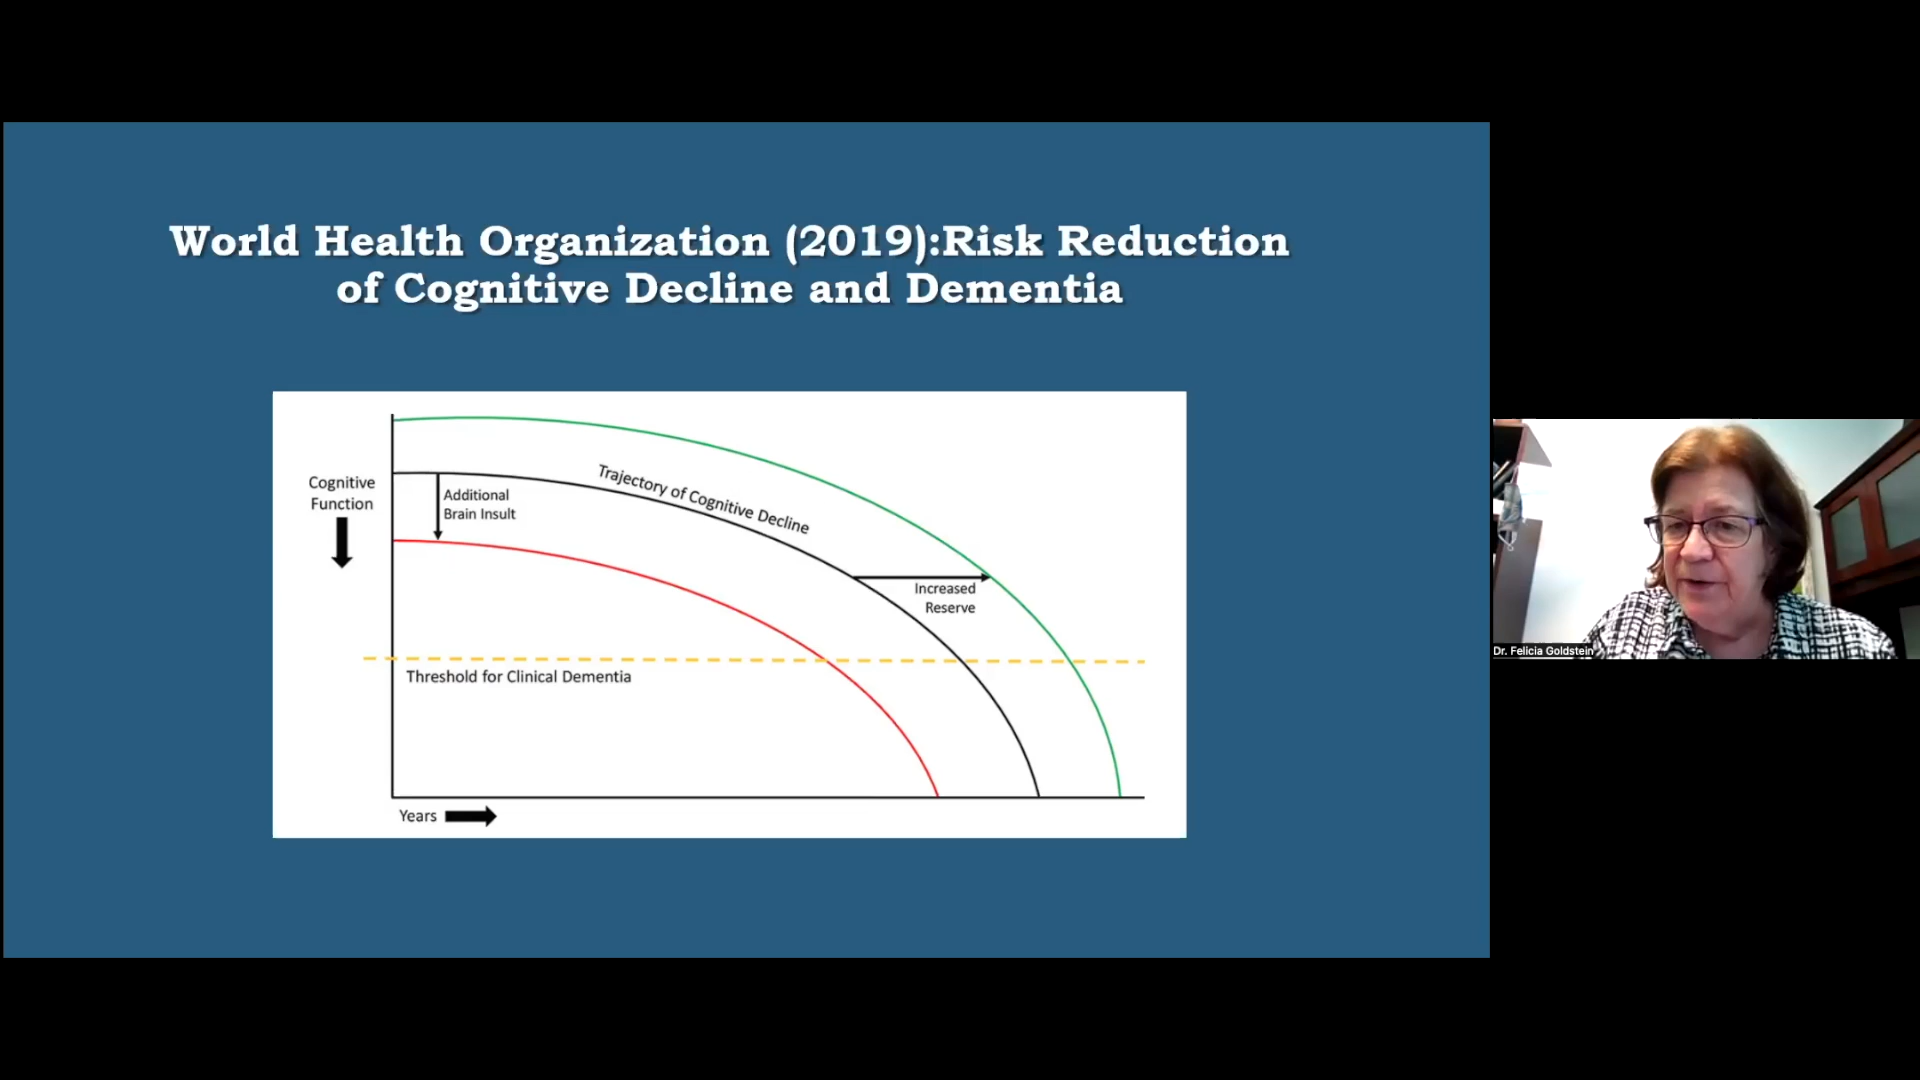 World Health Organization (2019):Risk Reduction
of Cognitive Decline and Dementia
Cognitive
Function
Additional
Brain Insult
Trajectory of Cognitive Decline
Increased
Reserve
Threshold for Clinical Dementia
Years
Dr. Felicia Goldstein